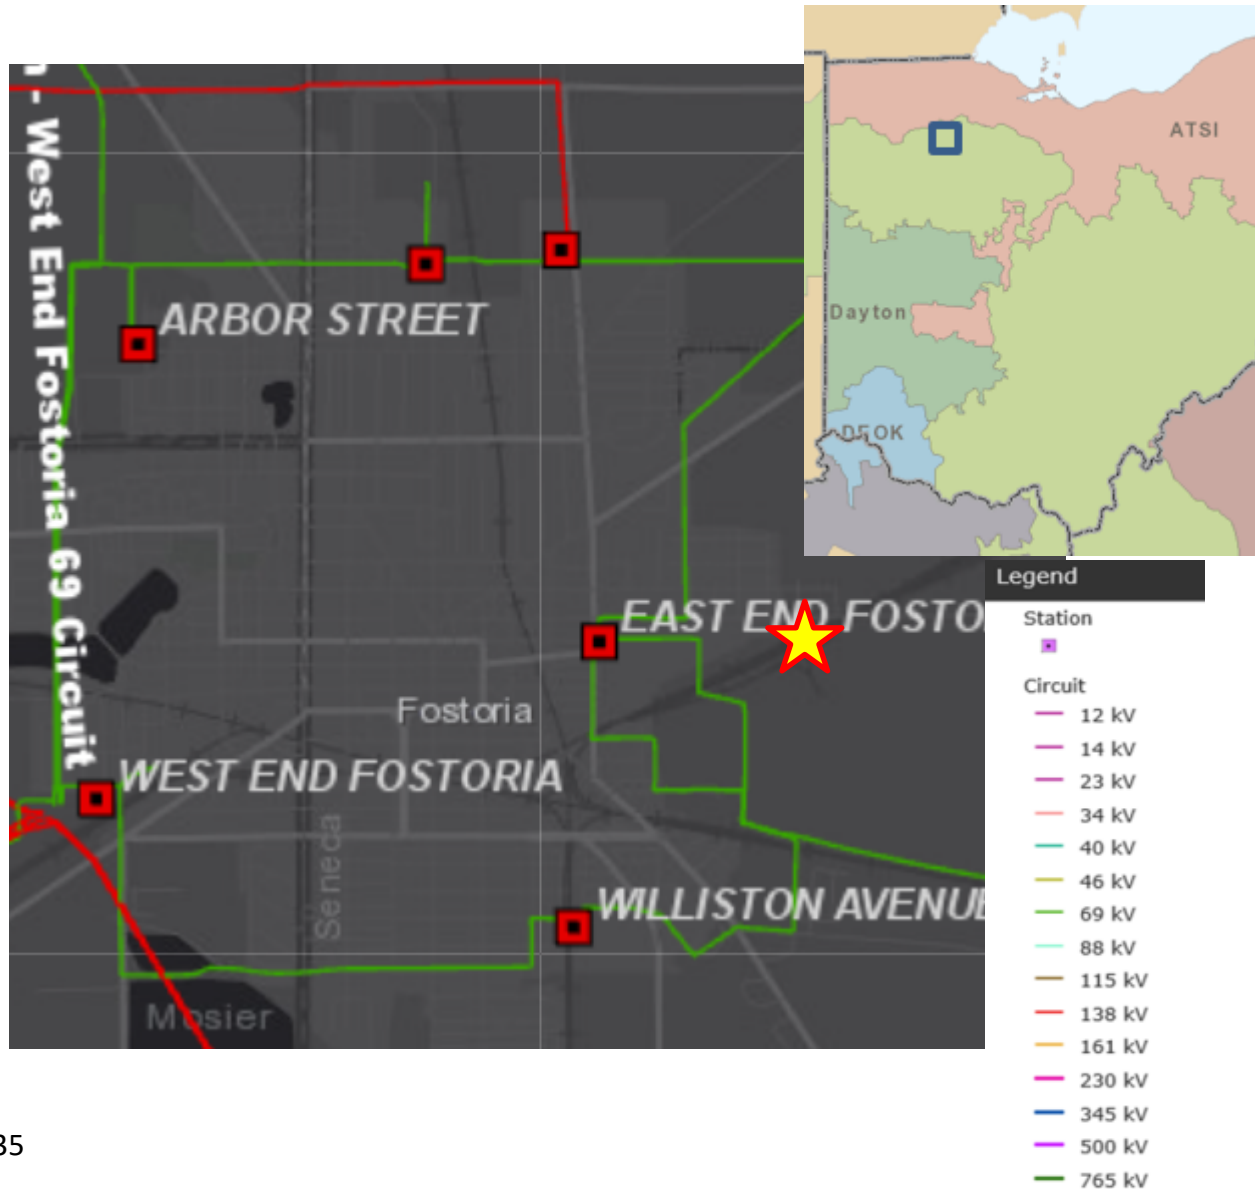 n - West End Fostoria 69 Circuit
ARBOR STREET
EAST END FOSTO
Fostoria
WEST END FOSTORIA
Seneca
WILLISTON AVENUE
Mosier
ATSI
Dayton
DEOK
Legend
Station
Circuit
12 kV
14 kV
23 kV
34 kV
40 kV
46 kV
69 kV
88 kV
115 kV
138 kV
161 kV
230 kV
345 kV
500 kV
765 kV
35